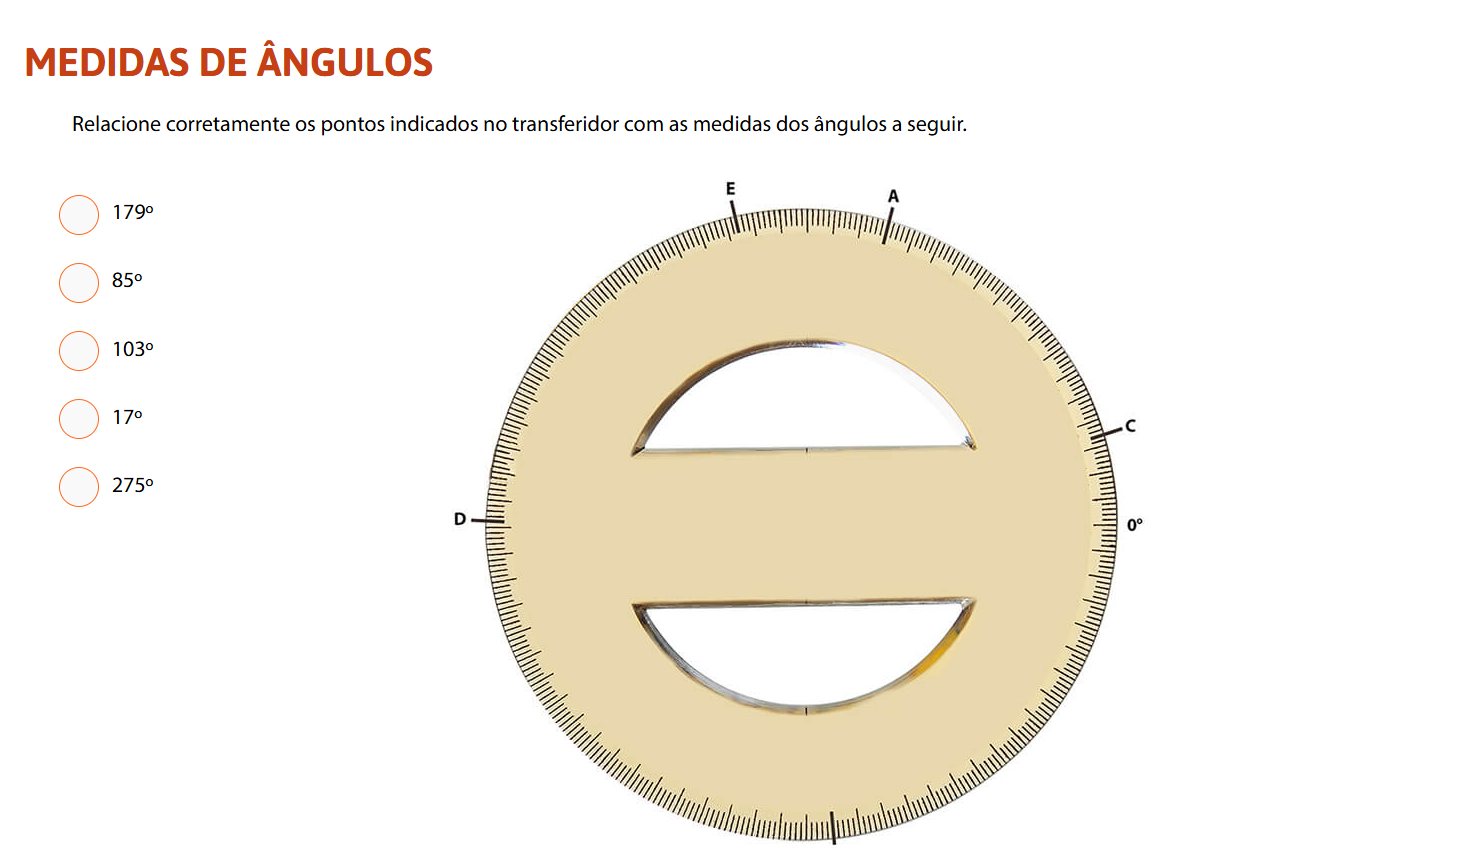 MEDIDAS DE ÂNGULOS
Relacione corretamente os pontos indicados no transferidor com as medidas dos ângulos a seguir.
179º
85º
103º
17º
275º
E
A
C
D
0º